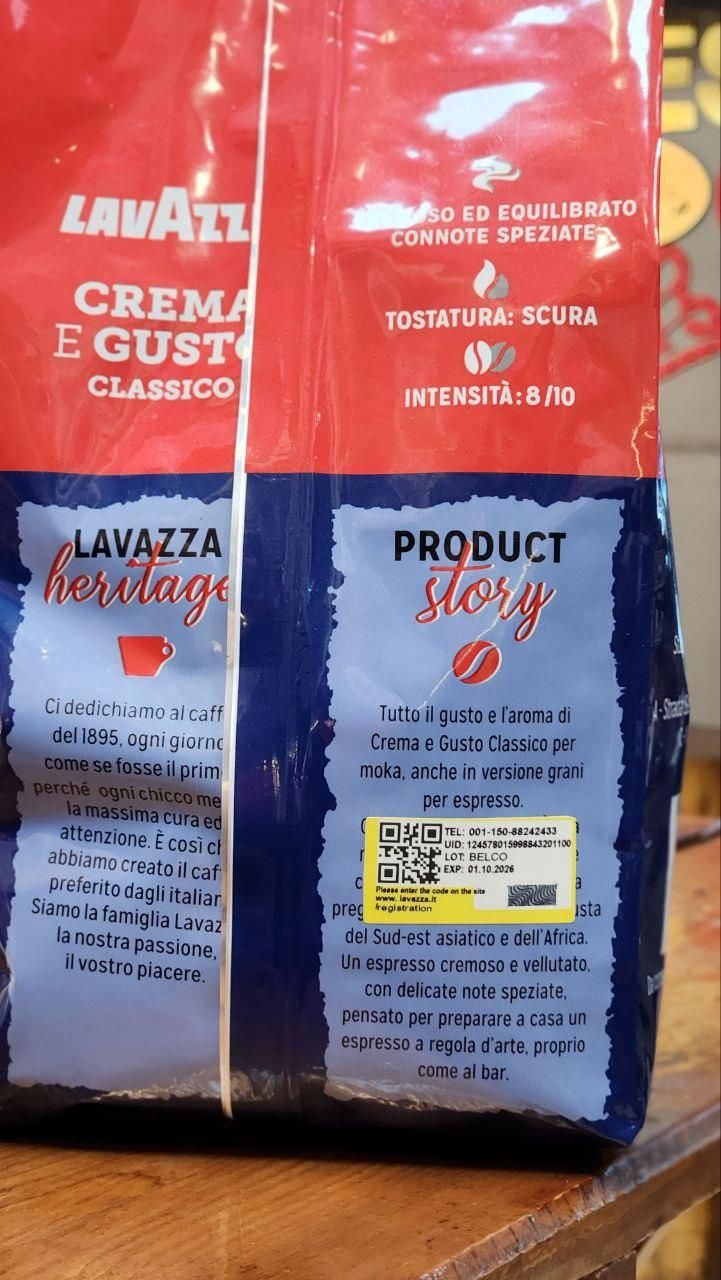 LAVAZZ
CREMA
E GUSTO
CLASSICO
ED EQUILIBRATO
CONNOTE SPEZIATE
TOSTATURA: SCURA
INTENSITÀ: 8/10
LAVAZZA
heritage
Ci dedichiamo al caff
del 1895, ogni giorno
come se fosse il prim
perché ogni chicco me
la massima cura ed
attenzione. È così ch
abbiamo creato il caf
preferito dagli italian
Siamo la famiglia Lavaz
la nostra passione,
il vostro piacere.
PRODUCT
story
Tutto il gusto e l'aroma di
Crema e Gusto Classico per
moka, anche in versione grani
per espresso.
TEL: 001-150-88242433
UID: 124578015998843201100
LOT: BELCO
EXP: 01.10.2026
Please enter the code on the site
www. lavazza.it
/registration
del Sud-est asiatico e dell'Africa.
Un espresso cremoso e vellutato,
con delicate note speziate,
pensato per preparare a casa un
espresso a regola d'arte, proprio
come al bar.